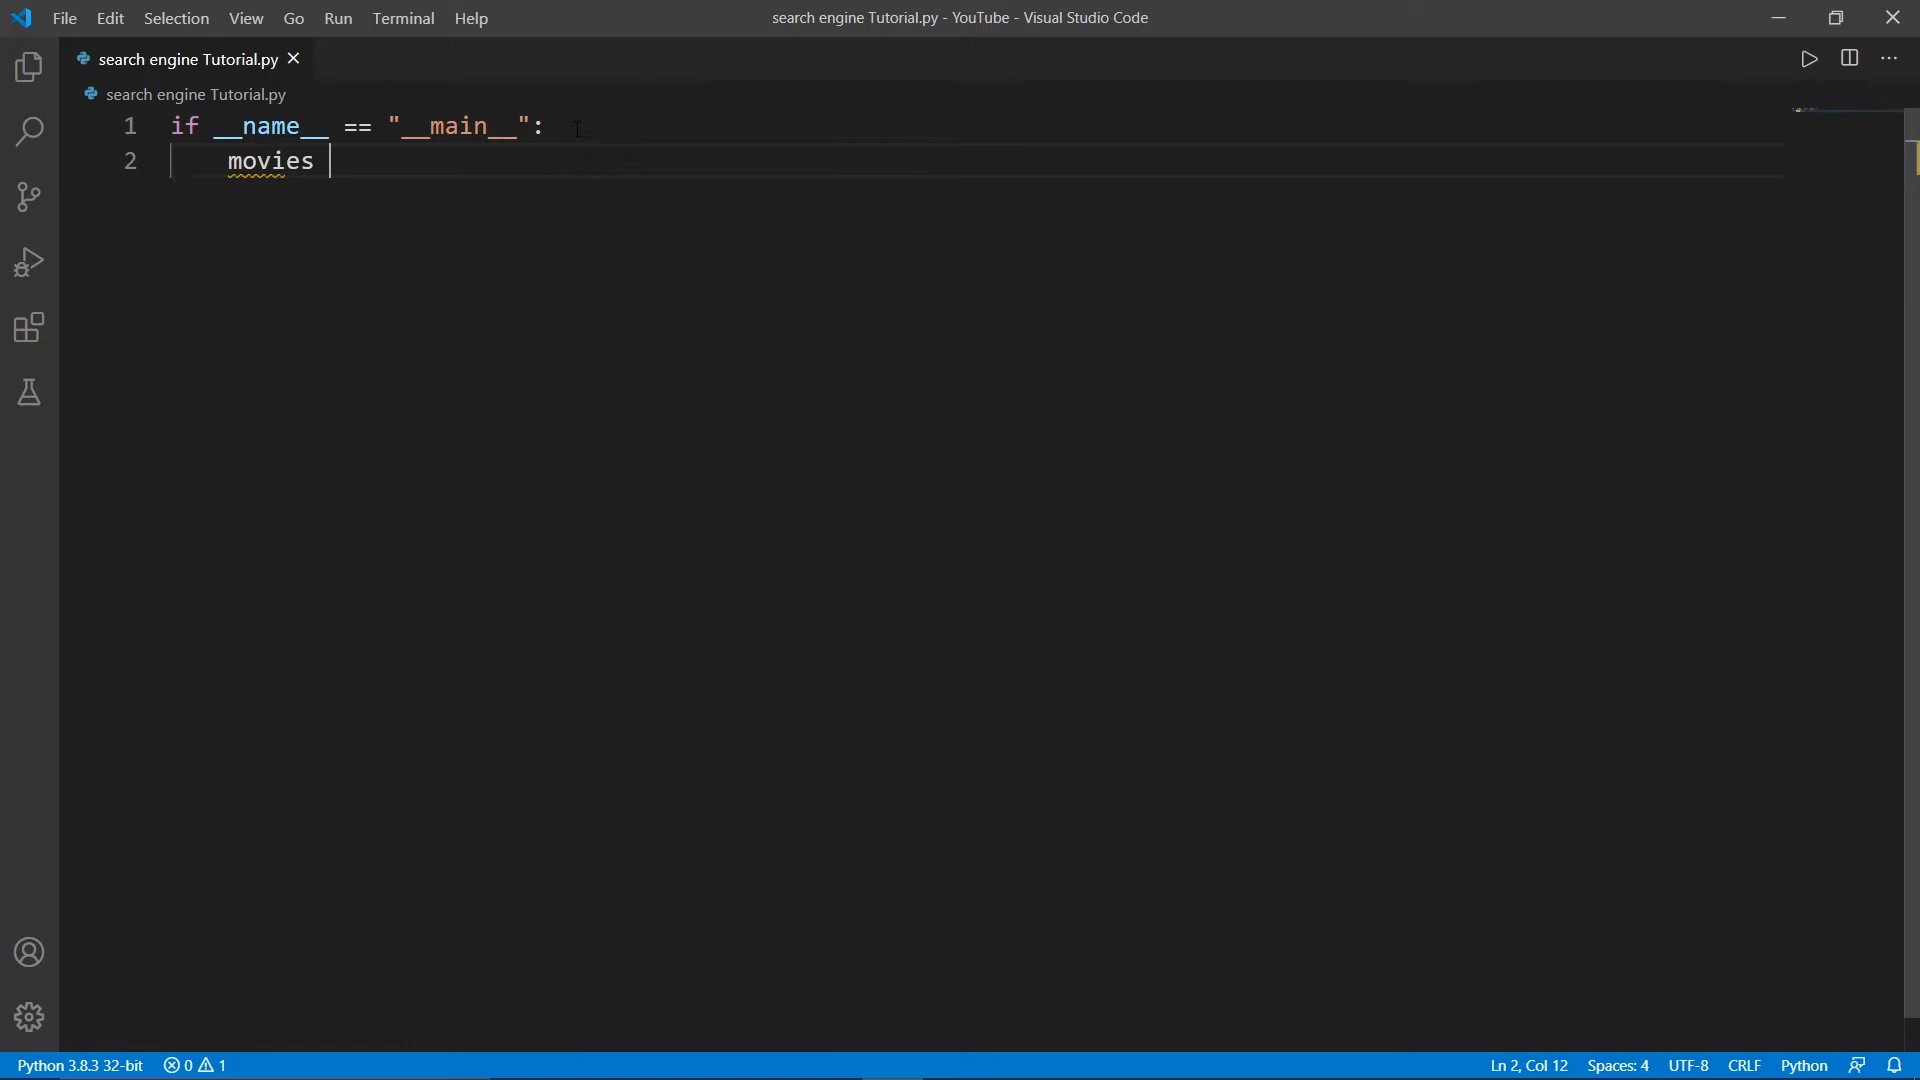 File Edit Selection View Go Run Terminal Help
search engine Tutorial.py - YouTube - Visual Studio Code
search engine Tutorial.py
search engine Tutorial.py
1 if __name__ == "__main__":
2 movies
Python 3.8.3 32-bit 0 1 Ln 2, Col 12 Spaces: 4 UTF-8 CRLF Python